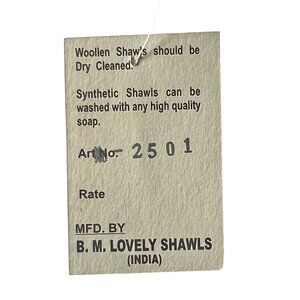 Woollen Shawls should be
Dry Cleaned.
Synthetic Shawls can be
washed with any high quality
soap.
Art No. - 2501
Rate
MFD. BY
B. M. LOVELY SHAWLS
(INDIA)